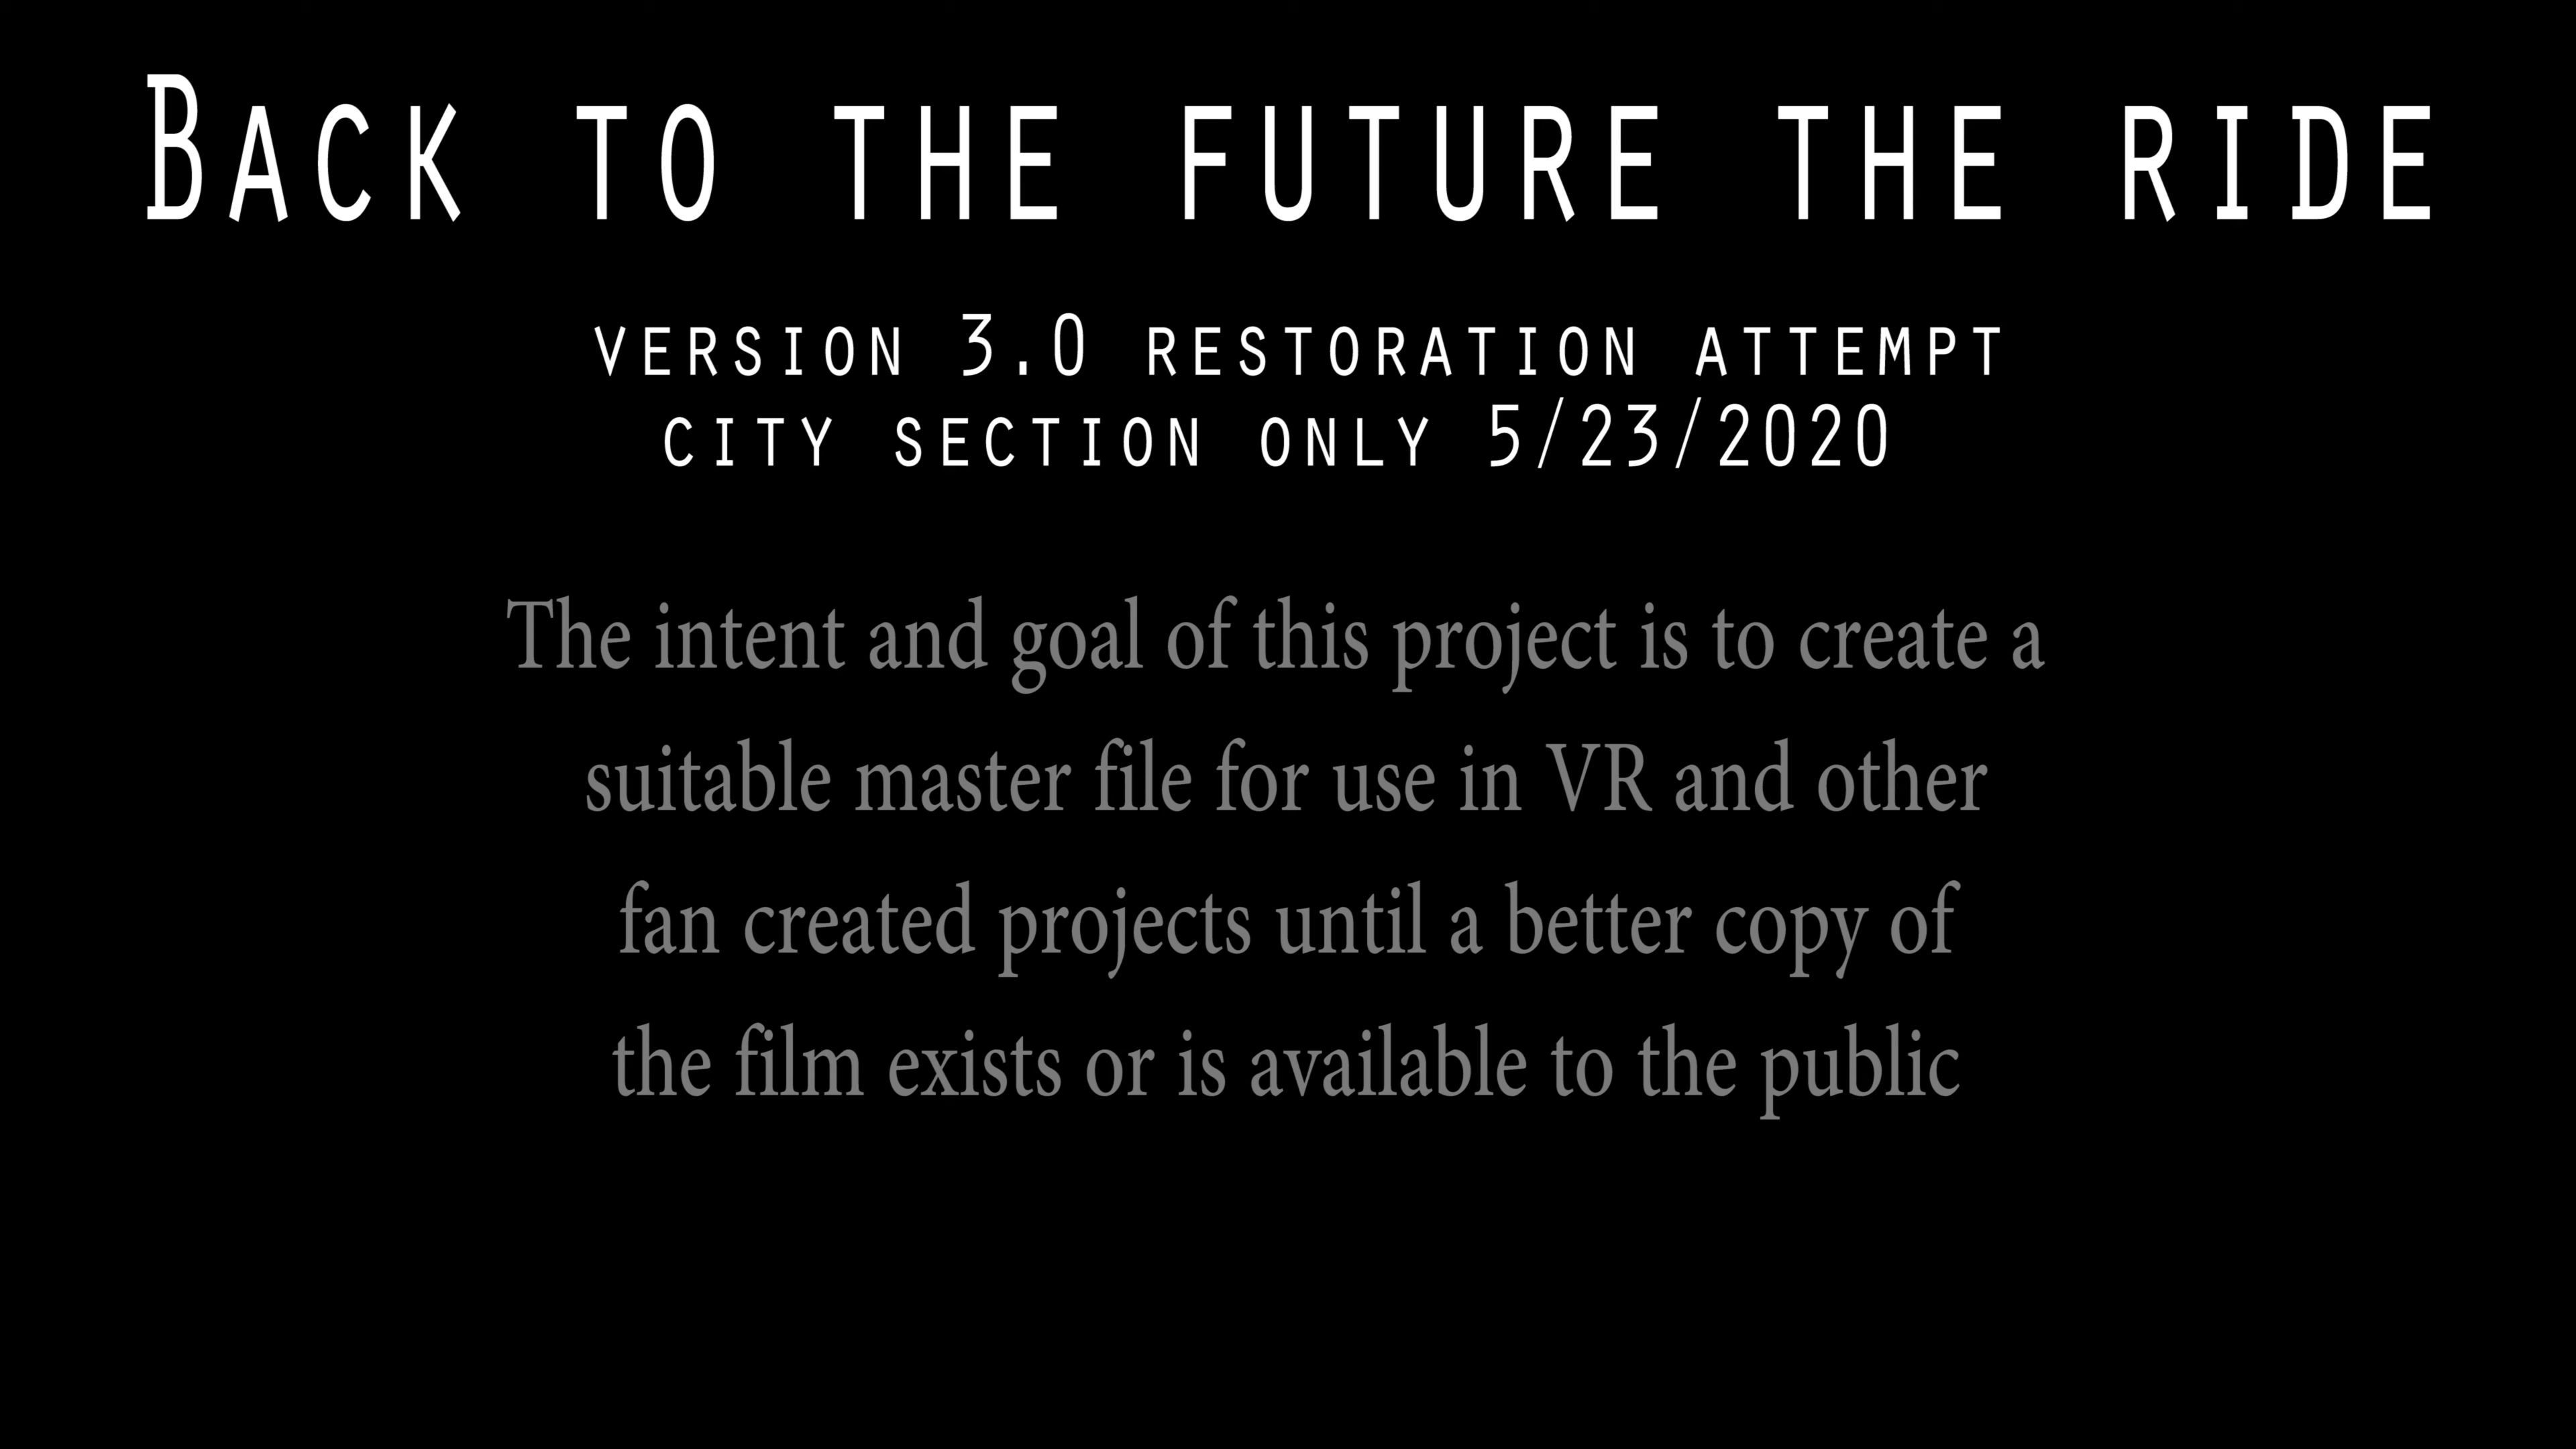 Back to the future the ride
version 3.0 restoration attempt
city section only 5/23/2020
The intent and goal of this project is to create a
suitable master file for use in VR and other
fan created projects until a better copy of
the film exists or is available to the public